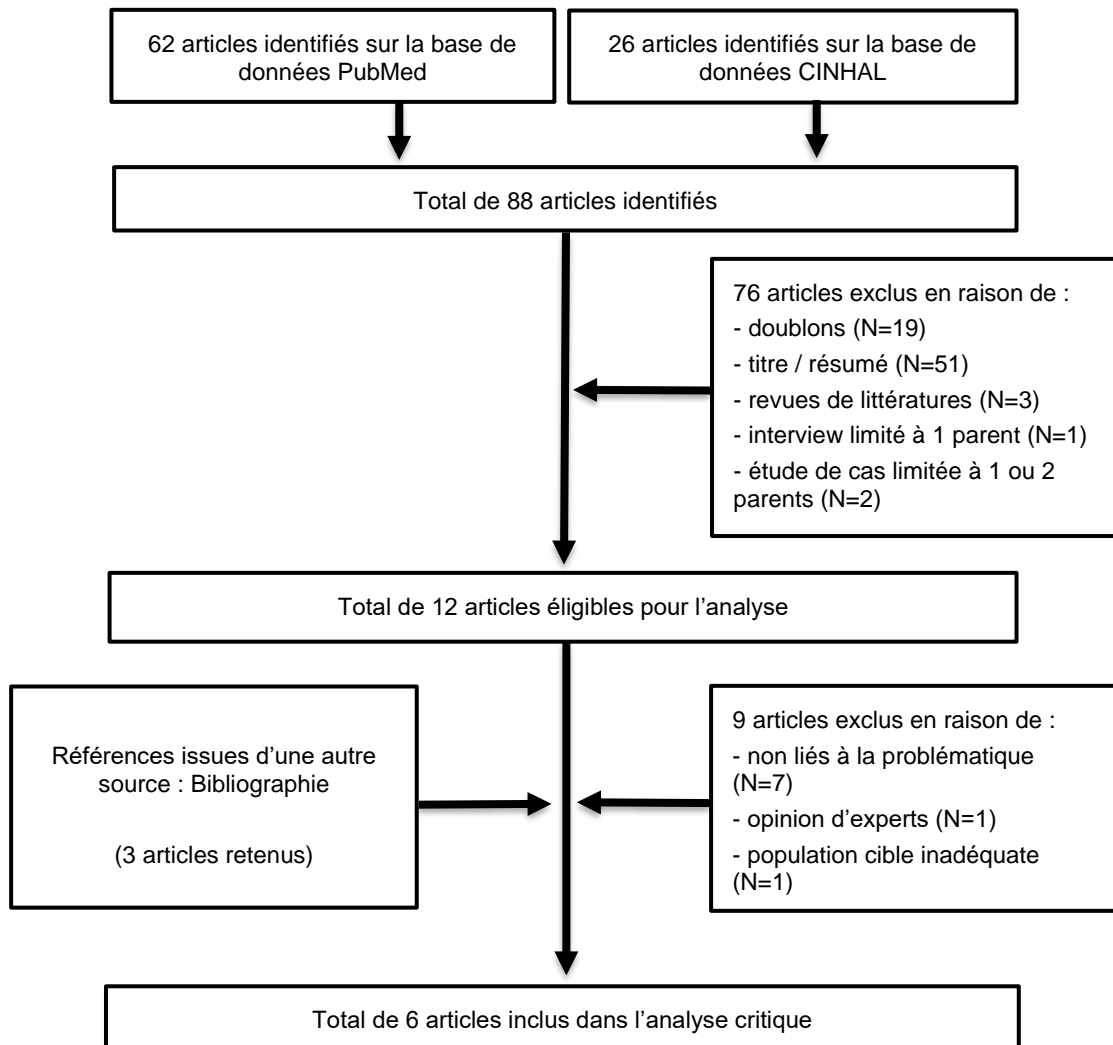 62 articles identifiés sur la base de
données PubMed
26 articles identifiés sur la base de
données CINHAL
Total de 88 articles identifiés
76 articles exclus en raison de :
- doublons (N=19)
- titre / résumé (N=51)
- revues de littératures (N=3)
- interview limité à 1 parent (N=1)
- étude de cas limitée à 1 ou 2
parents (N=2)
Total de 12 articles éligibles pour l’analyse
Références issues d’une autre
source : Bibliographie
(3 articles retenus)
9 articles exclus en raison de :
- non liés à la problématique
(N=7)
- opinion d’experts (N=1)
- population cible inadéquate
(N=1)
Total de 6 articles inclus dans l’analyse critique